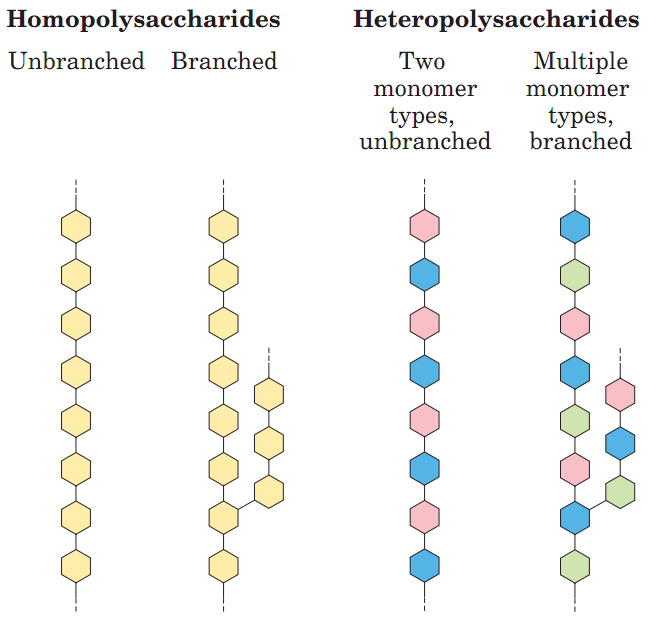 Homopolysaccharides
Unbranched
Branched
Heteropolysaccharides
Two
monomer
types,
unbranched
Multiple
monomer
types,
branched